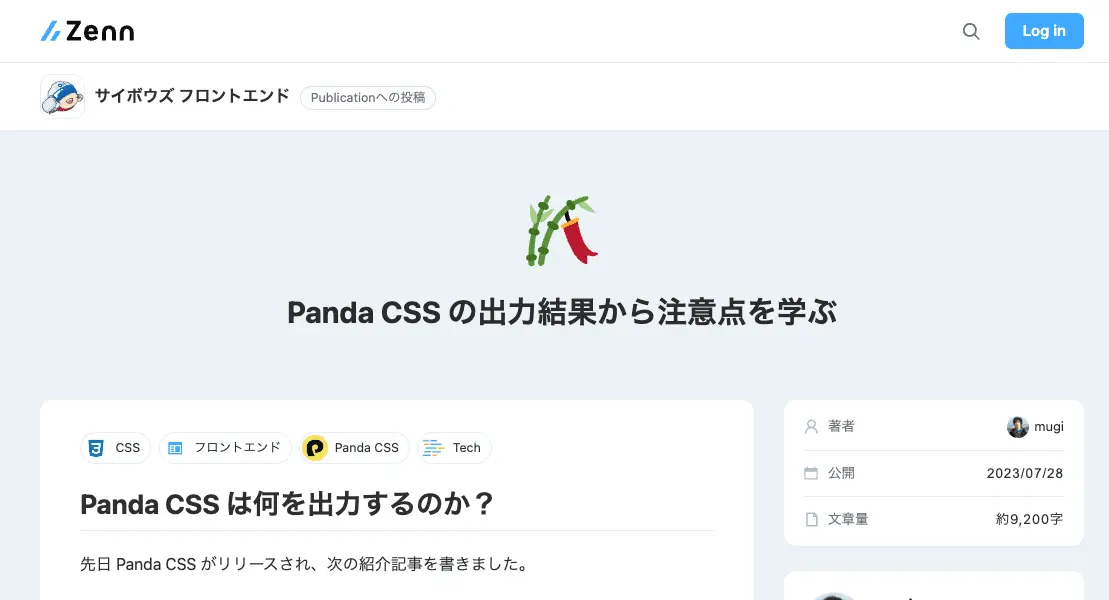 Zenn
Log in
サイボウズ フロントエンド
Publicationへの投稿
Panda CSS の出力結果から注意点を学ぶ
CSS
フロントエンド
Panda CSS
Tech
Panda CSS は何を出力するのか？
先日 Panda CSS がリリースされ、次の紹介記事を書きました。
著者
mugi
公開
2023/07/28
文章量
約9,200字